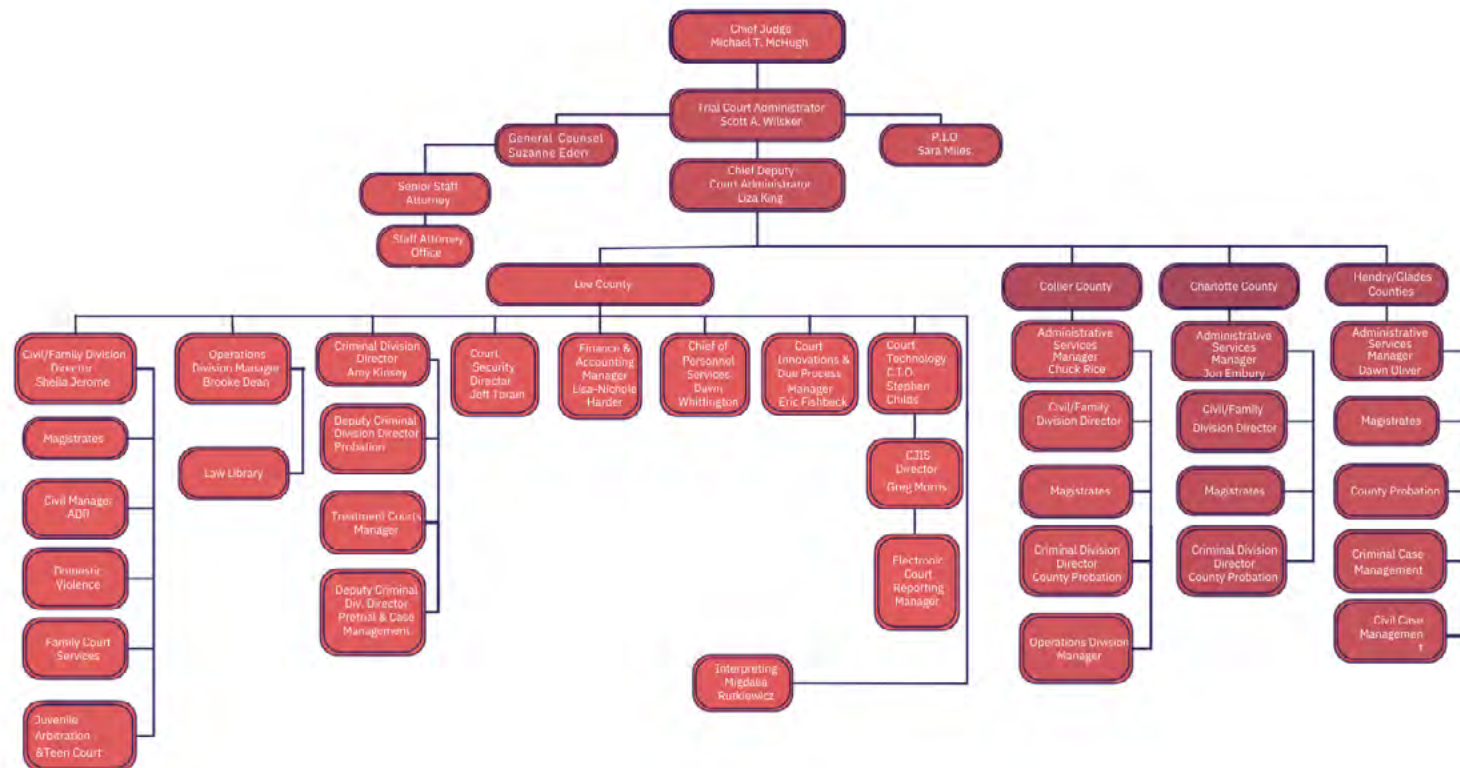 Chief Judge
Michael T. McHugh
Trial Court Administrator
Scott A. Wilsker
General Counsel
Suzanne Eden
P.I.O
Sara Miles
Chief Deputy
Court Administrator
Liza King
Senior Staff
Attorney
Staff Attorney
Office
Lee County
Collier County
Charlotte County
Hendry/Glades
Counties
Civil/Family Division
Director
Sheila Jerome
Magistrates
Civil Manager
ADR
Domestic
Violence
Family Court
Services
Juvenile
Arbitration
&Teen Court
Operations
Division Manager
Brooke Dean
Law Library
Criminal Division
Director
Amy Kinsey
Deputy Criminal
Division Director
Probation
Treatment Courts
Manager
Deputy Criminal
Div. Director
Pretrial & Case
Management
Court
Security
Director
Jeff
Finance &
Accounting
Manager
Lisa-Nichole
Harder
Chief of
Personnel
Services
Dawn
Whittington
Court
Innovations &
Due Process
Manager
Eric Fishbeck
Court
Technology
C.T.O.
Stephen
Childs
CJIS
Director
Greg Morris
Electronic
Court
Reporting
Manager
Interpreting
Migdalia
Administrative
Services
Manager
Chuck Rice
Civil/Family
Division Director
Magistrates
Criminal Division
Director
County Probation
Operations Division
Manager
Administrative
Services
Manager
Jon Embury
Civil/Family
Division Director
Magistrates
Criminal Division
Director
County Probation
Administrative
Services
Manager
Dawn Oliver
Magistrates
County Probation
Criminal Case
Management
Civil Case
Managemen
t